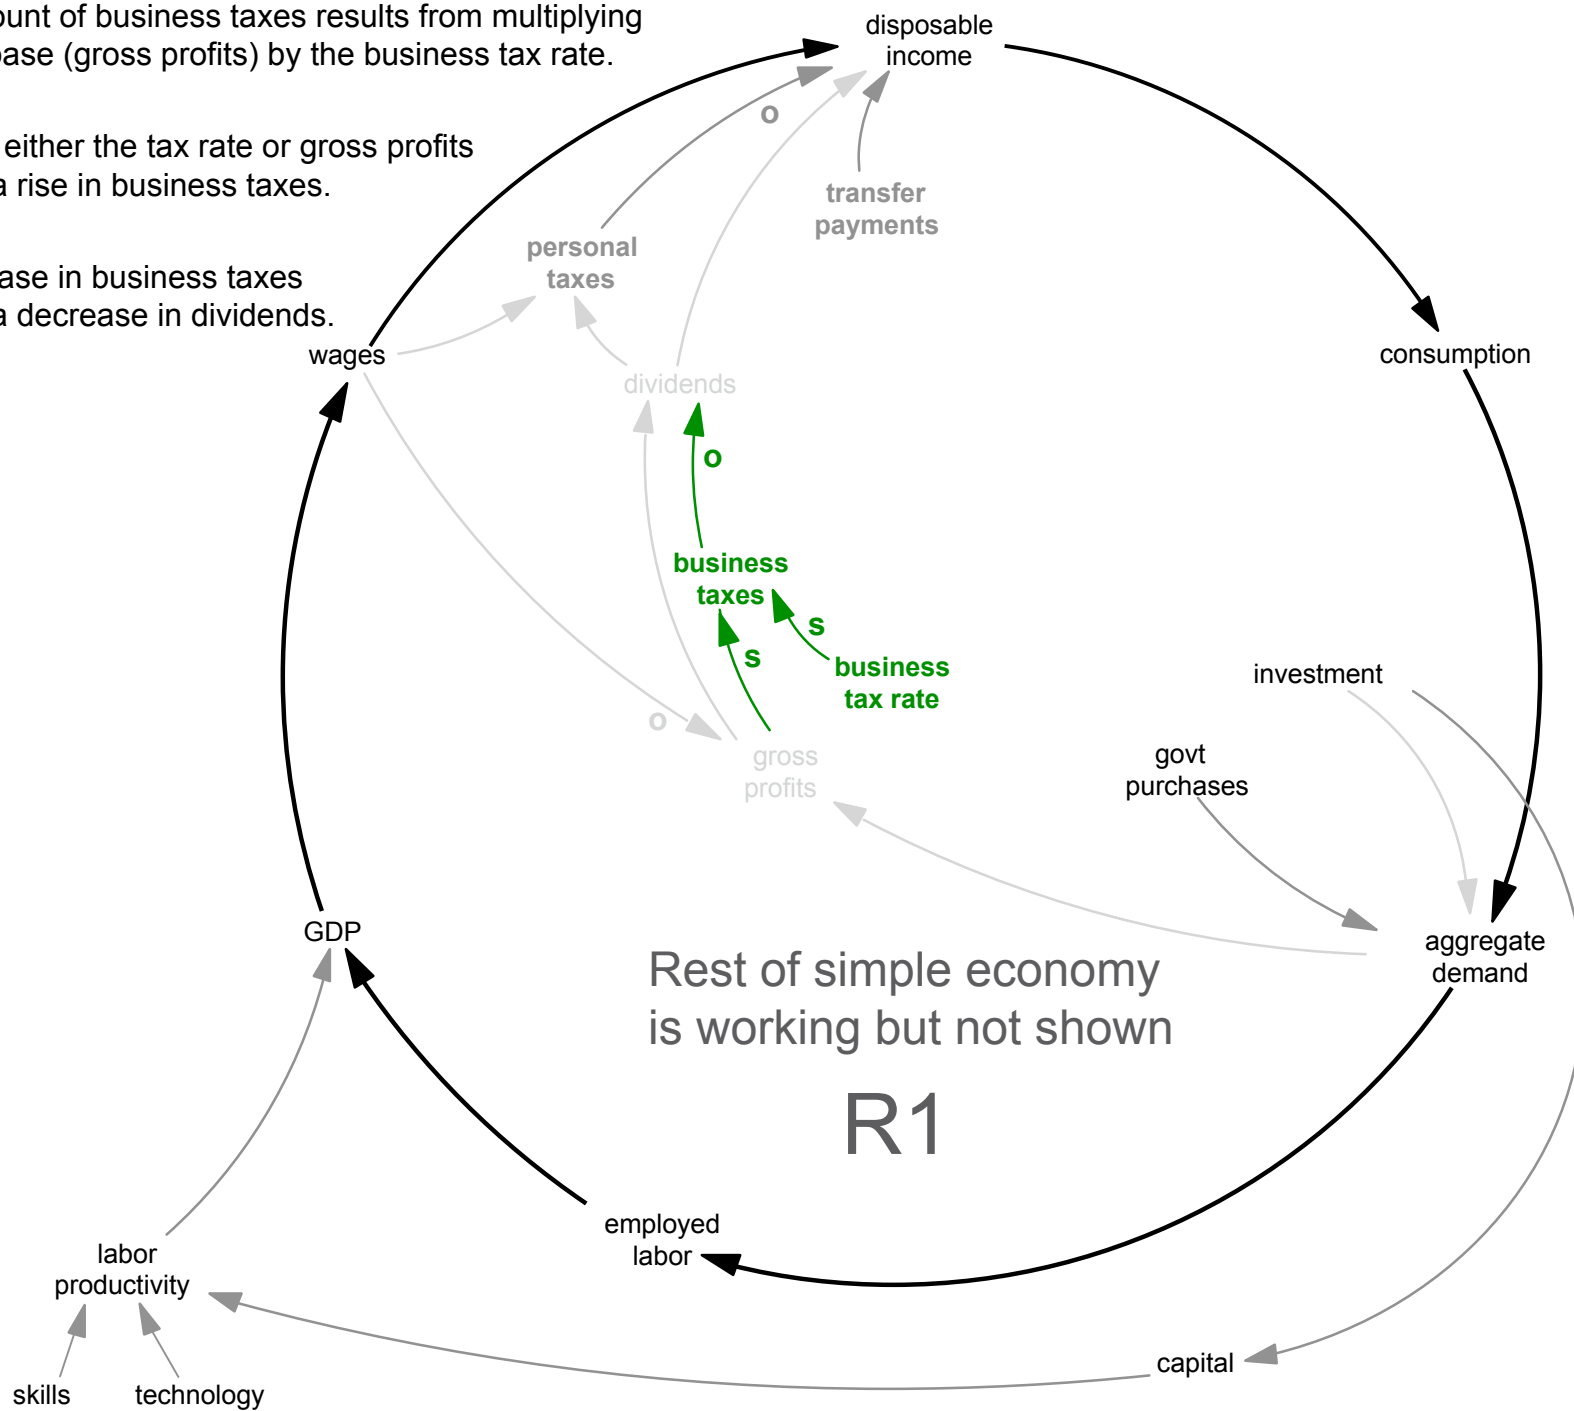 ount of business taxes results from multiplying
base (gross profits) by the business tax rate.
either the tax rate or gross profits
a rise in business taxes.
ase in business taxes
a decrease in dividends.
disposable
income
o
transfer
payments
personal
taxes
wages
consumption
dividends
o
business
taxes
s
s
business
tax rate
investment
o
gross
profits
govt
purchases
GDP
aggregate
demand
Rest of simple economy
is working but not shown
R1
employed
labor
labor
productivity
capital
skills
technology